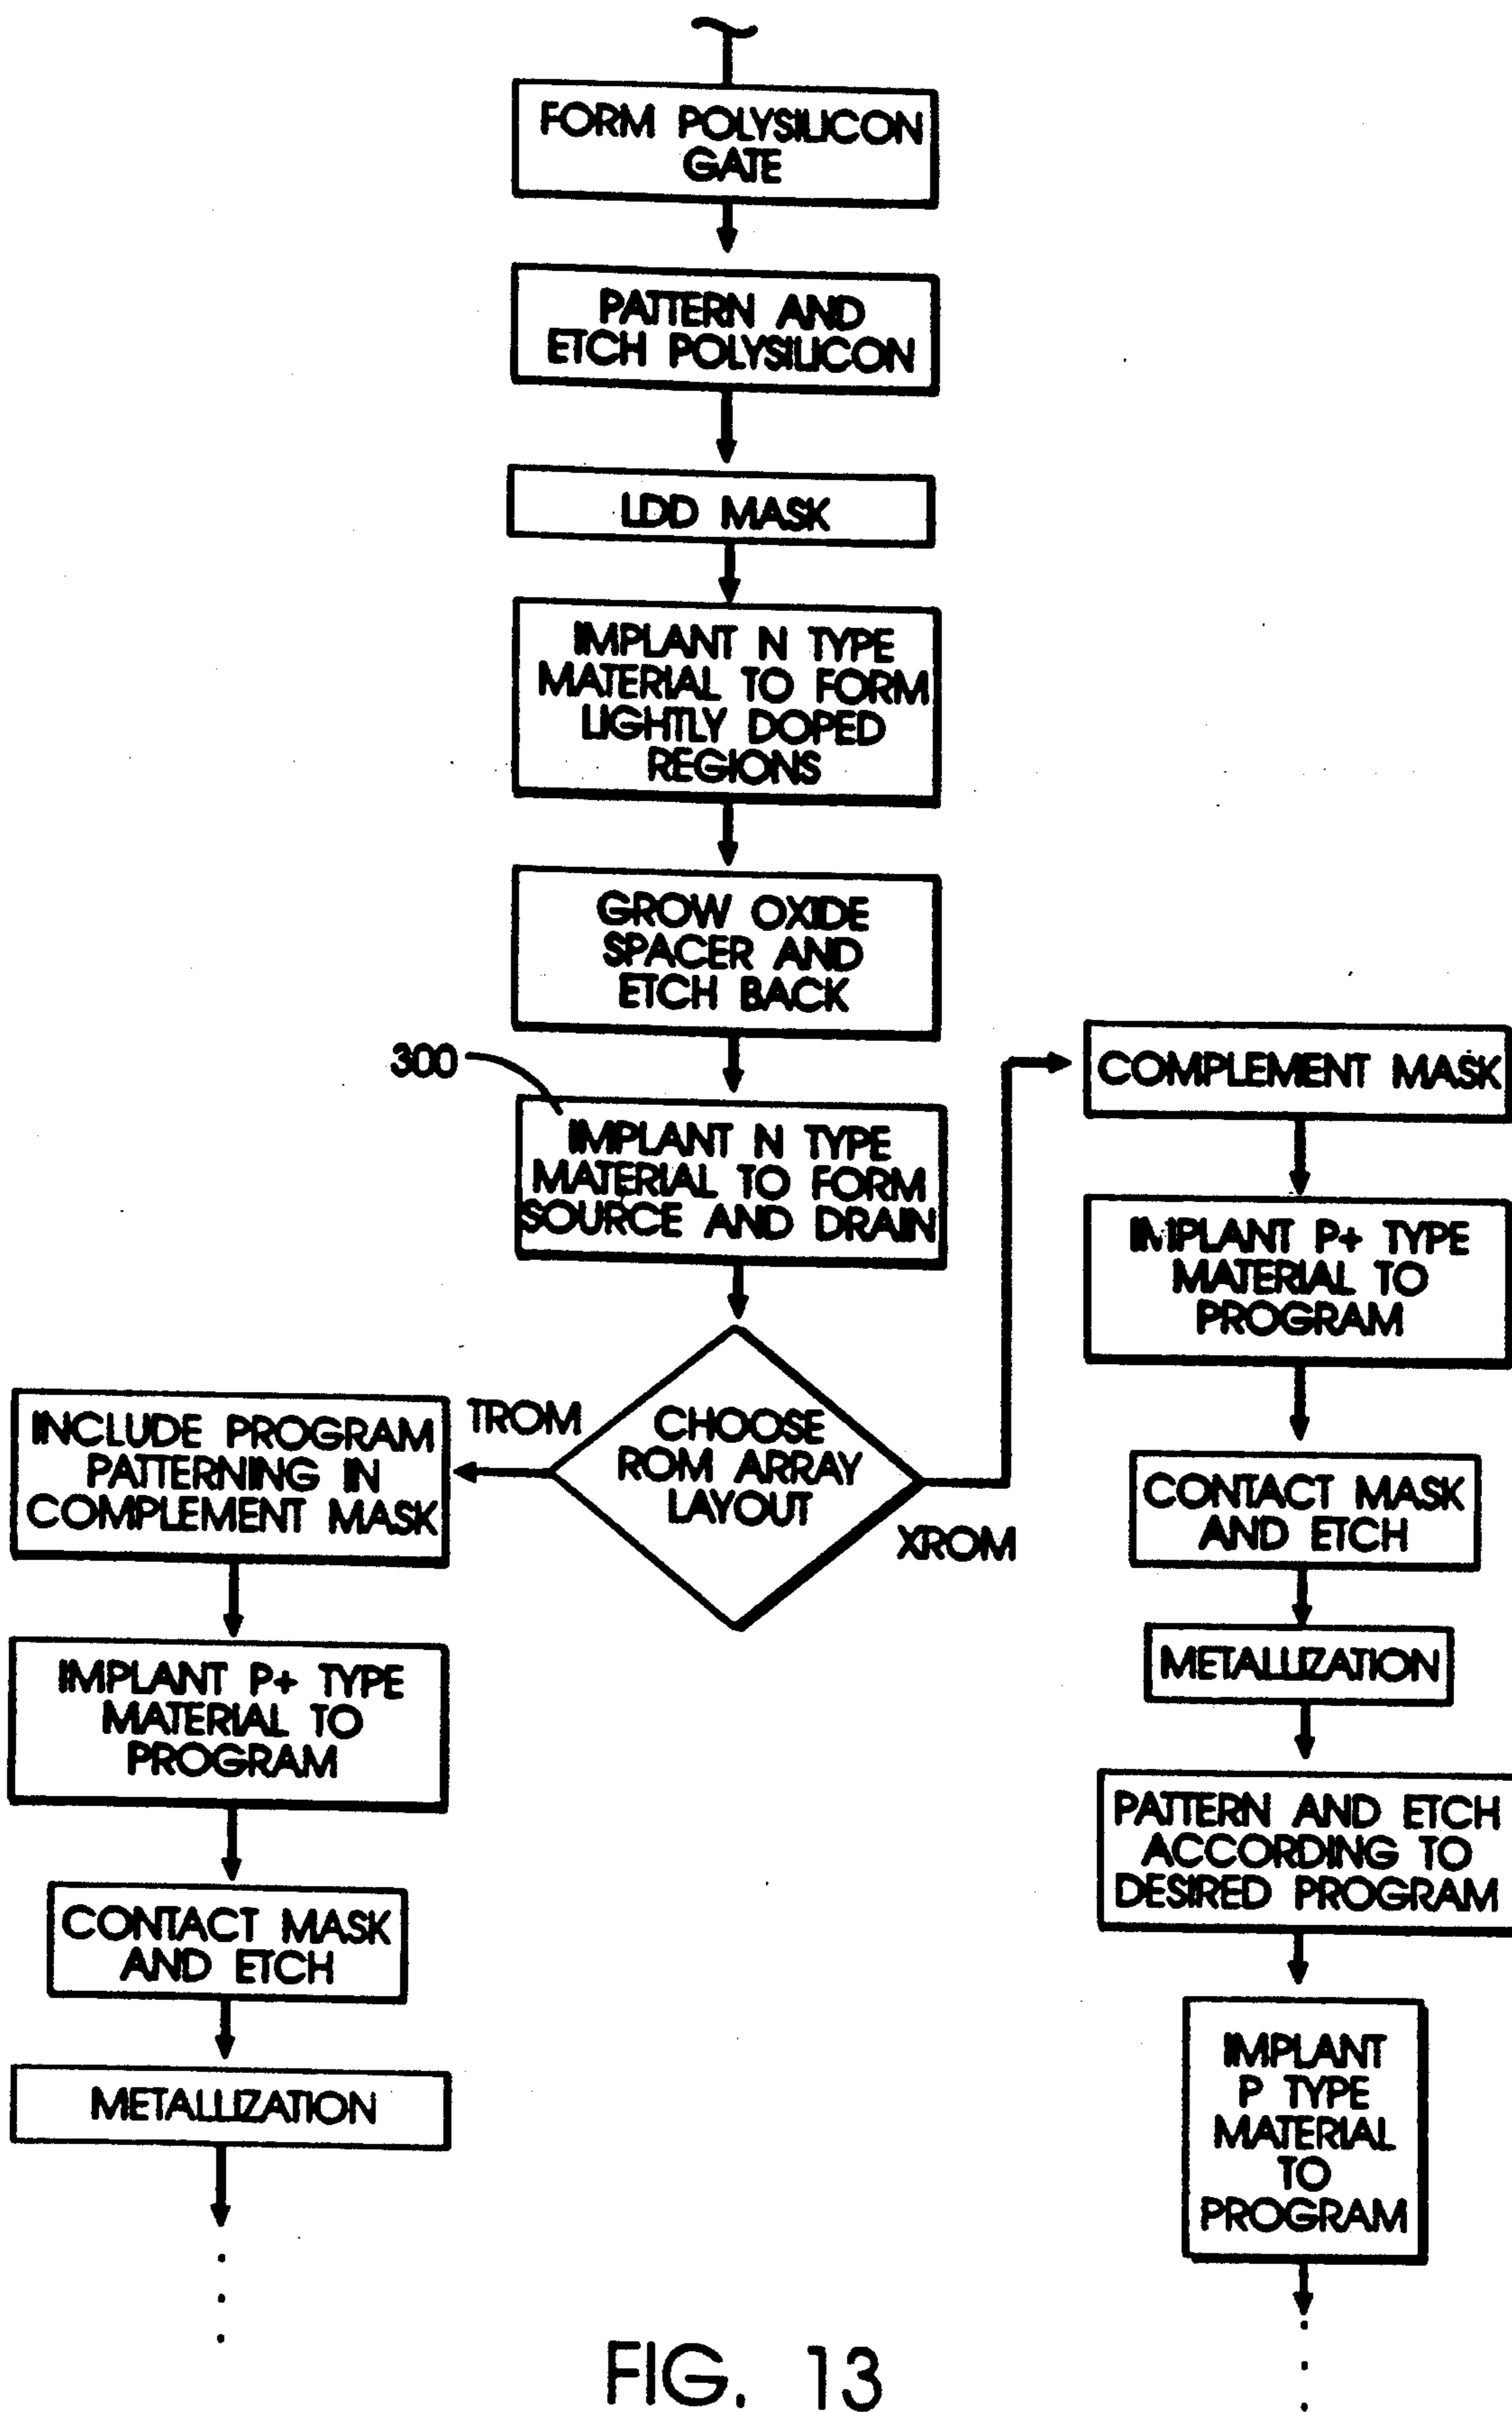 FORM POLYSILICON
GATE
PATTERN AND
ETCH POLYSILICON
LDD MASK
IMPLANT N TYPE
MATERIAL TO FORM
LIGHTLY DOPED
REGIONS
GROW OXIDE
SPACER AND
ETCH BACK
300
IMPLANT N TYPE
MATERIAL TO FORM
SOURCE AND DRAIN
CHOOSE
ROM ARRAY
LAYOUT
TROM
INCLUDE PROGRAM
PATTERNING IN
COMPLEMENT MASK
IMPLANT P+ TYPE
MATERIAL TO
PROGRAM
CONTACT MASK
AND ETCH
METALLIZATION
XROM
COMPLEMENT MASK
IMPLANT P+ TYPE
MATERIAL TO
PROGRAM
CONTACT MASK
AND ETCH
METALLIZATION
PATTERN AND ETCH
ACCORDING TO
DESIRED PROGRAM
IMPLANT
P TYPE
MATERIAL
TO
PROGRAM
FIG. 13